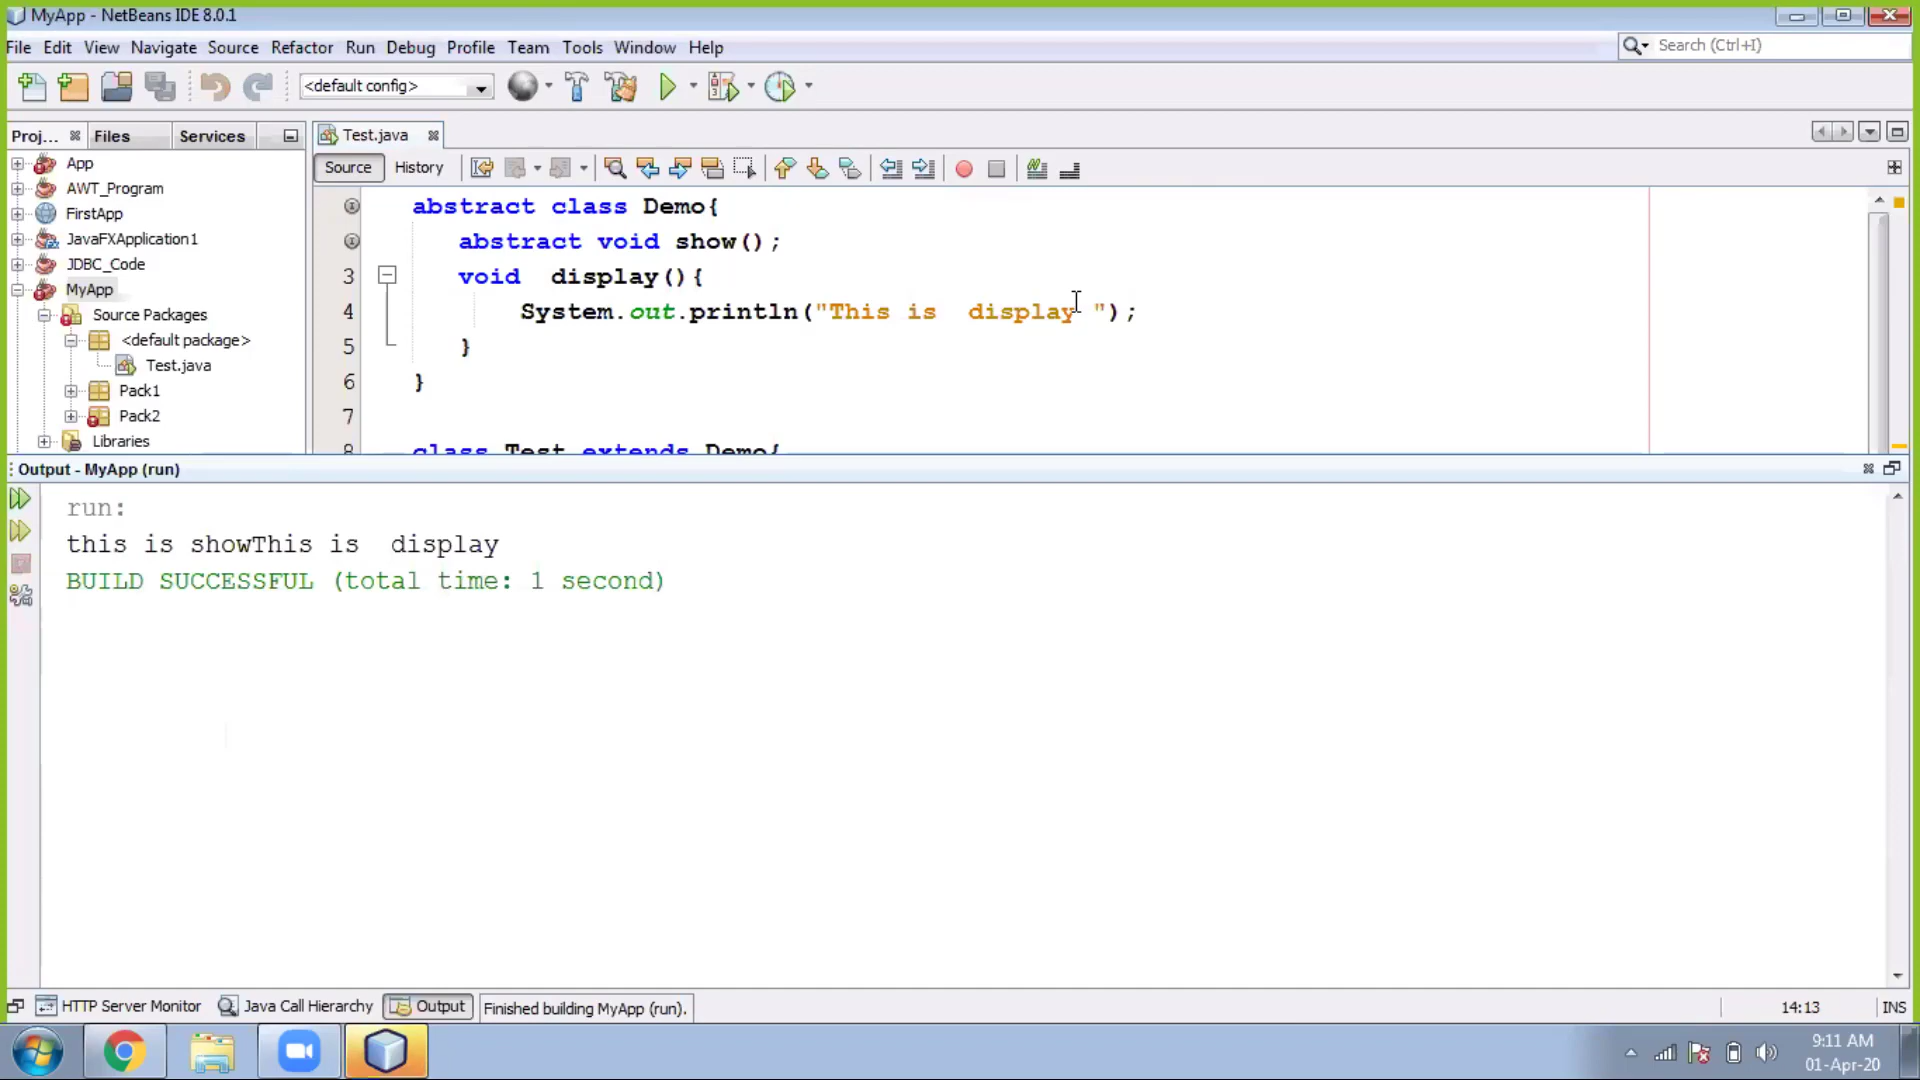 MyApp - NetBeans IDE 8.0.1
File Edit View Navigate Source Refactor Run Debug Profile Team Tools Window Help
Search (Ctrl+I)
<default config>
Proj... Files Services
Test.java
Source History
App
AWT_Program
FirstApp
JavaFXApplication1
JDBC_Code
MyApp
Source Packages
<default package>
Test.java
Pack1
Pack2
Libraries
abstract class Demo{
abstract void show();
3 void  display(){
4 System.out.println("This is  display ");
5 }
6 }
7
8 class Test extends Demo{
Output - MyApp (run)
run:
this is showThis is  display
BUILD SUCCESSFUL (total time: 1 second)
HTTP Server Monitor Java Call Hierarchy Output Finished building MyApp (run). 14:13 INS
9:11 AM
01-Apr-20